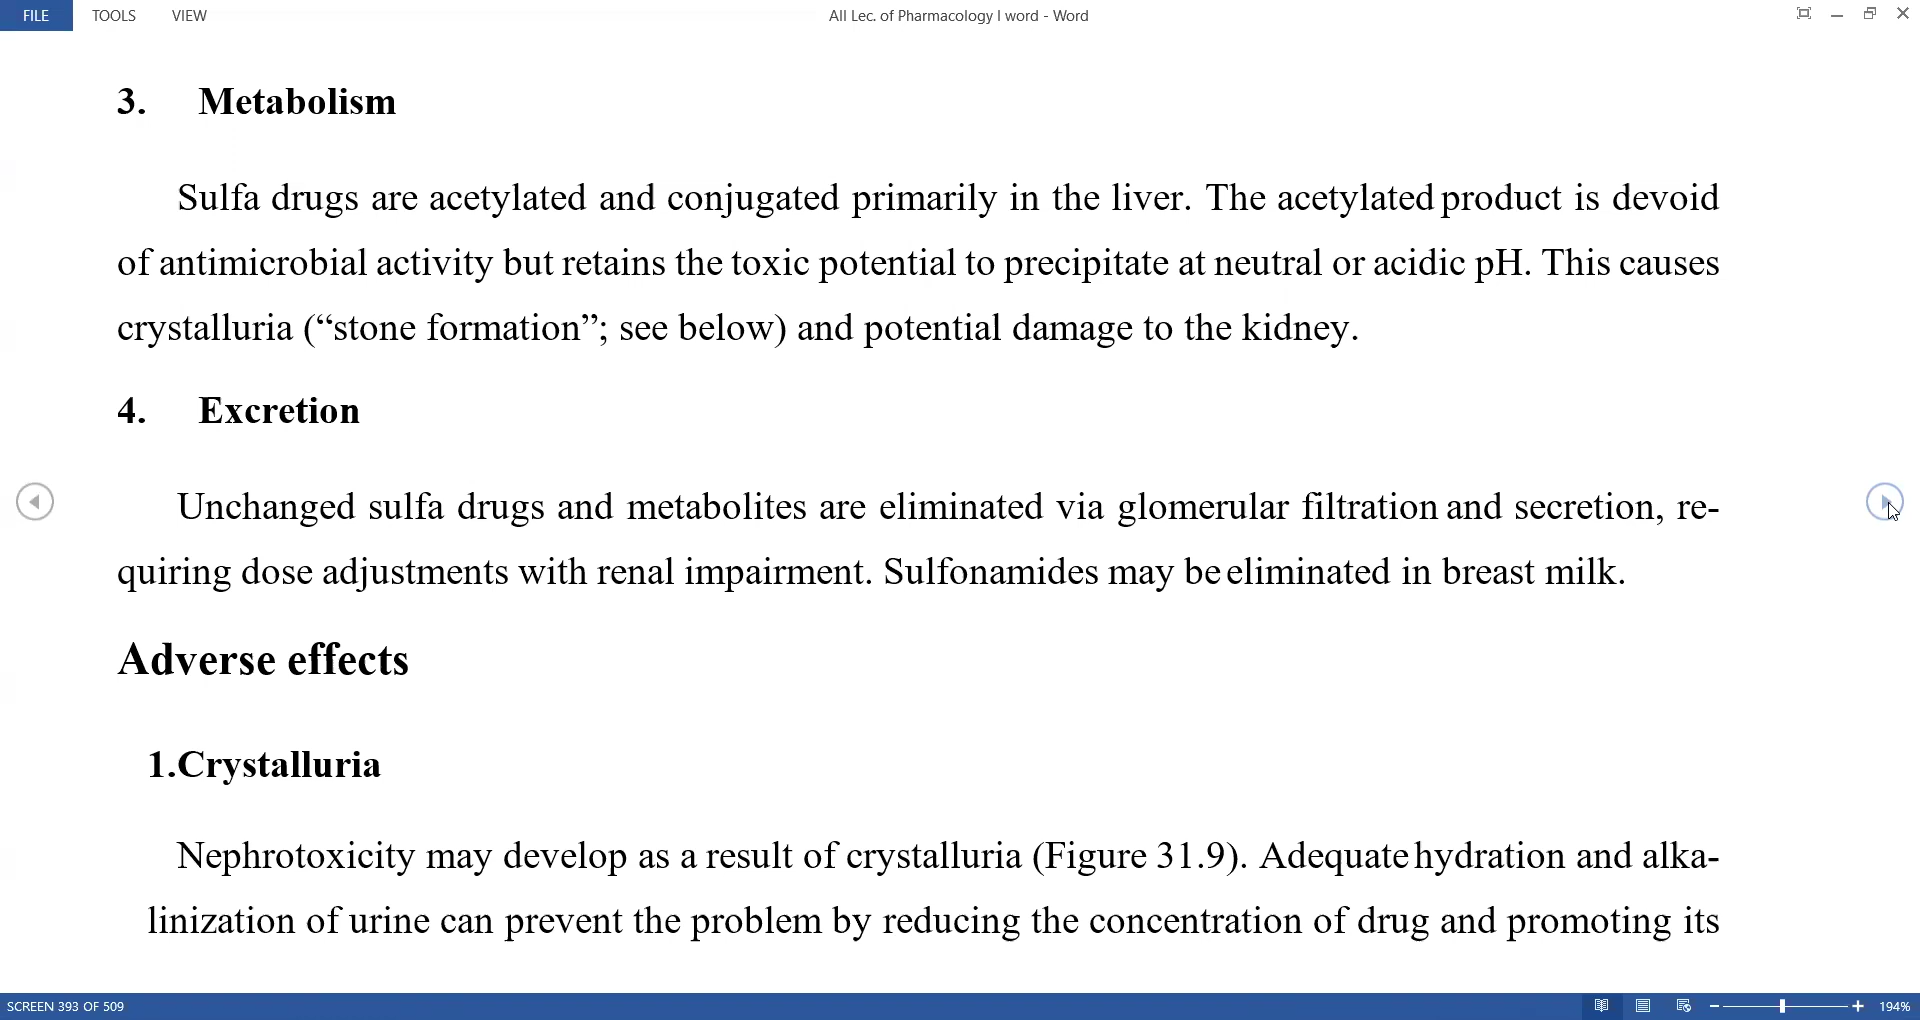 FILE TOOLS VIEW All Lec. of Pharmacology I word - Word
3. Metabolism
Sulfa drugs are acetylated and conjugated primarily in the liver. The acetylated product is devoid
of antimicrobial activity but retains the toxic potential to precipitate at neutral or acidic pH. This causes
crystalluria (“stone formation”; see below) and potential damage to the kidney.
4. Excretion
Unchanged sulfa drugs and metabolites are eliminated via glomerular filtration and secretion, re-
quiring dose adjustments with renal impairment. Sulfonamides may be eliminated in breast milk.
Adverse effects
1.Crystalluria
Nephrotoxicity may develop as a result of crystalluria (Figure 31.9). Adequate hydration and alka-
linization of urine can prevent the problem by reducing the concentration of drug and promoting its
SCREEN 393 OF 509 194%